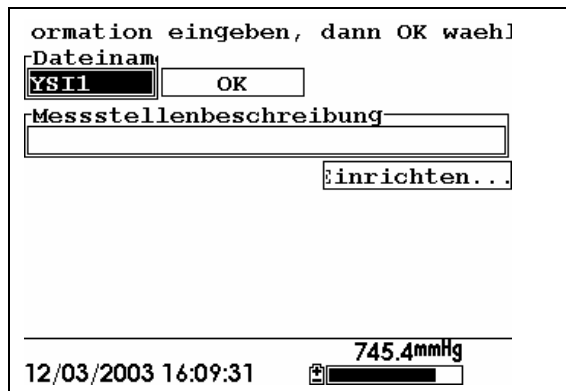 ormation eingeben, dann OK waehl
Dateinam
YSI1 OK
Messstellenbeschreibung
Einrichten...
745.4mmHg
12/03/2003 16:09:31